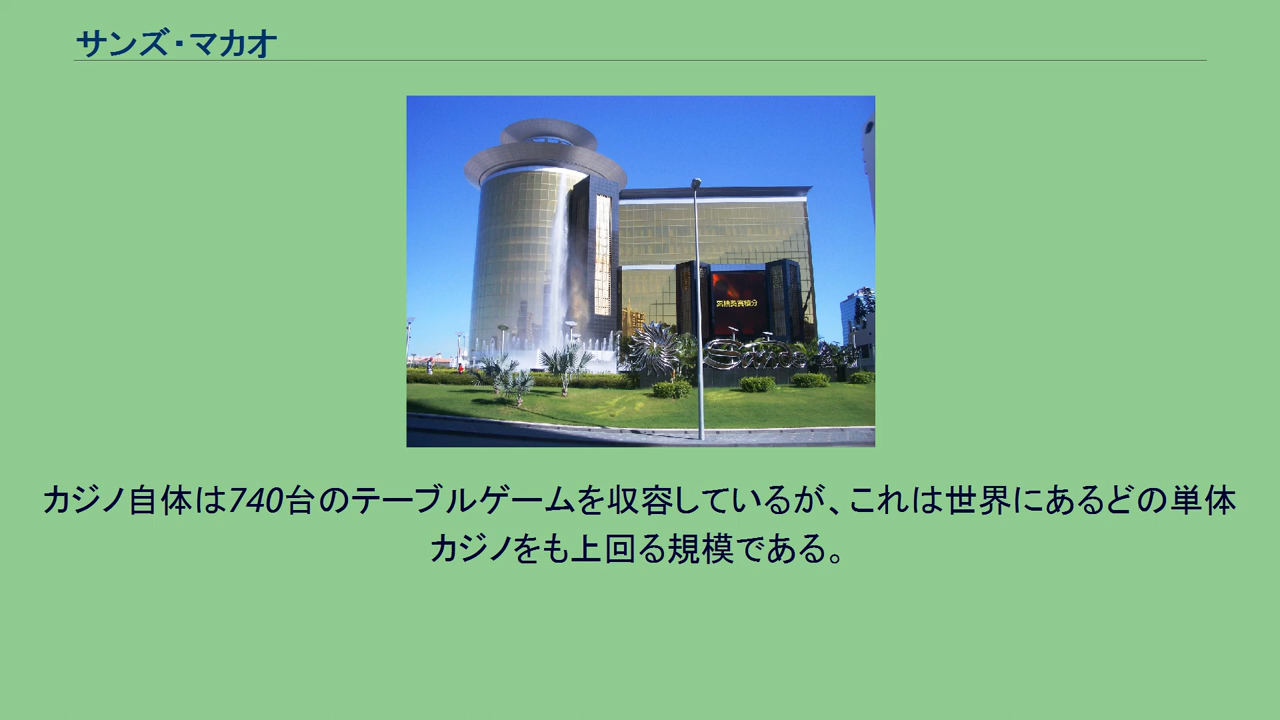 サンズ・マカオ
Sands
カジノ自体は740台のテーブルゲームを収容しているが、これは世界にあるどの単体
カジノをも上回る規模である。